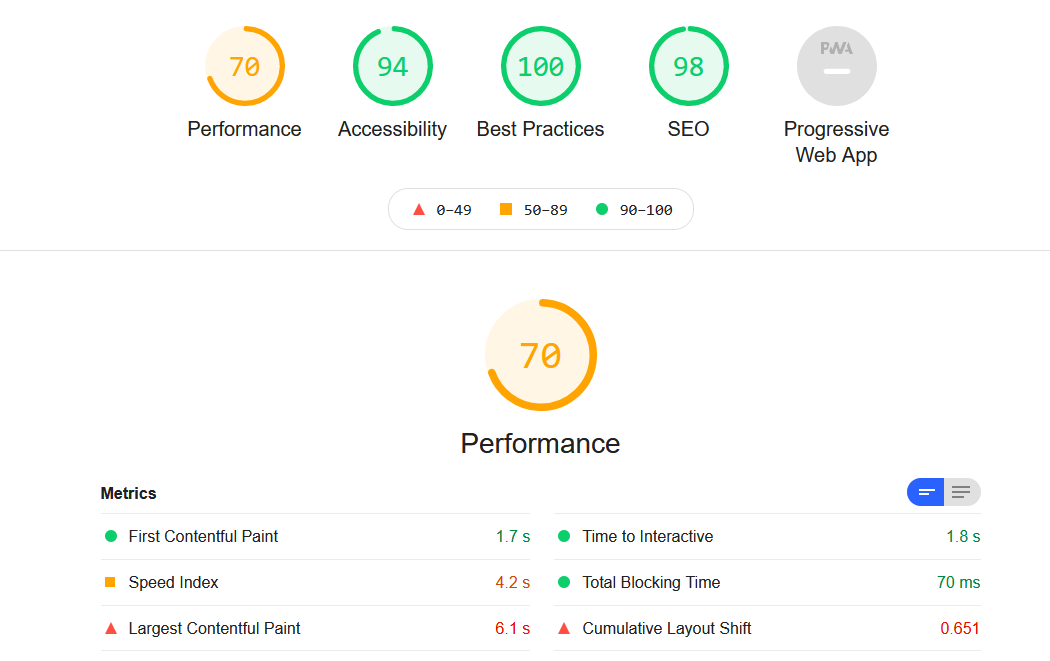 70 94 100 98 PWA
Performance Accessibility Best Practices SEO Progressive
Web App
0–49 50–89 90–100
70
Performance
Metrics
First Contentful Paint 1.7 s Time to Interactive 1.8 s
Speed Index 4.2 s Total Blocking Time 70 ms
Largest Contentful Paint 6.1 s Cumulative Layout Shift 0.651